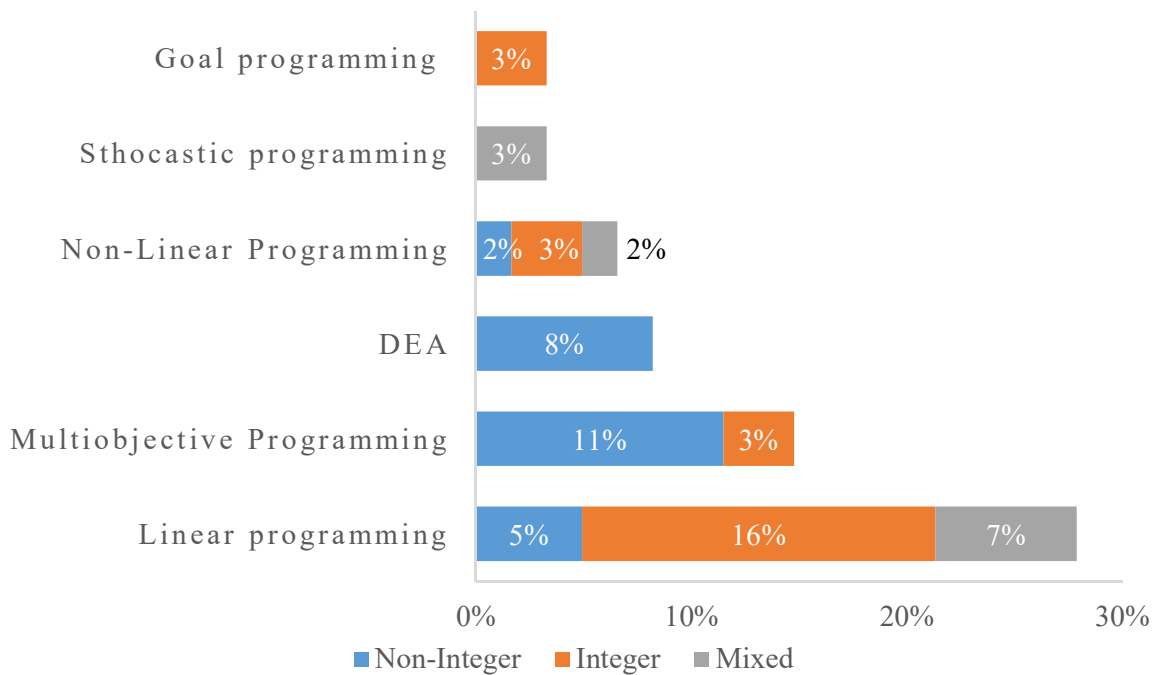 Goal programming 3%
Sthocastic programming 3%
Non-Linear Programming 2% 3% 2%
DEA 8%
Multiobjective Programming 11% 3%
Linear programming 5% 16% 7%
0% 10% 20% 30%
Non-Integer Integer Mixed